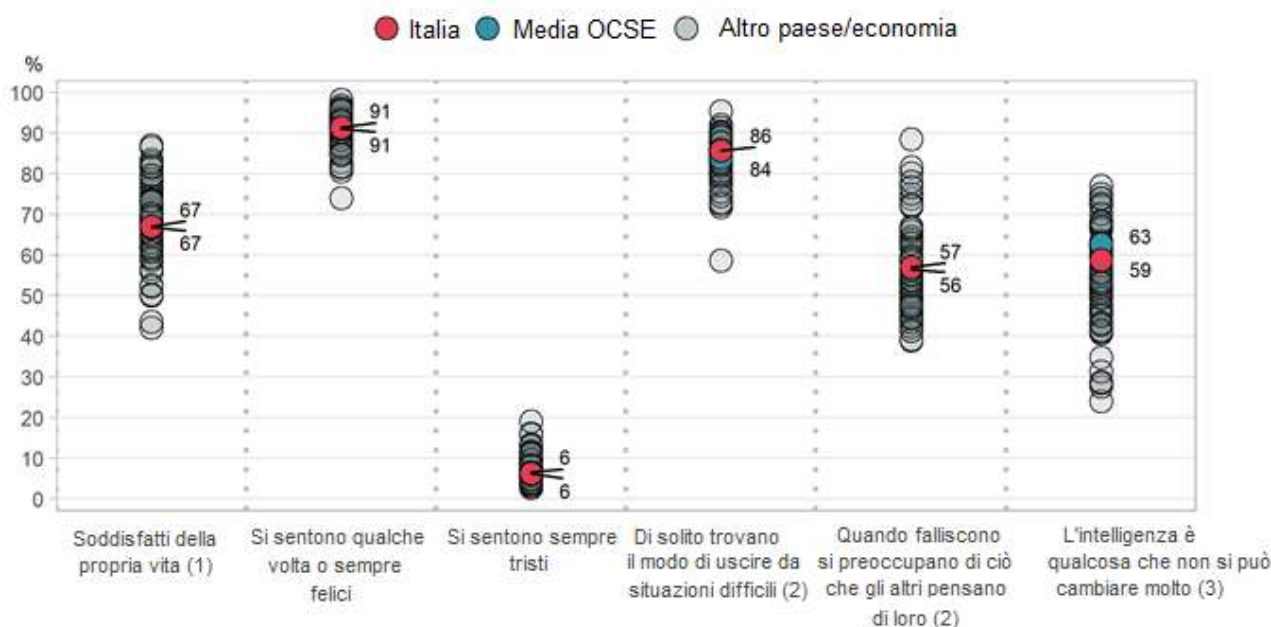 Italia Media OCSE Altro paese/economia
%
100
90
80
70
60
50
40
30
20
10
0
67
67
91
91
6
6
86
84
57
56
63
59
Soddisfatti della
propria vita (1)
Si sentono qualche
volta o sempre
felici
Si sentono sempre
tristi
Di solito trovano
il modo di uscire da
situazioni difficili (2)
Quando falliscono
si preoccupano di ciò
che gli altri pensano
di loro (2)
L'intelligenza è
qualcosa che non si può
cambiare molto (3)